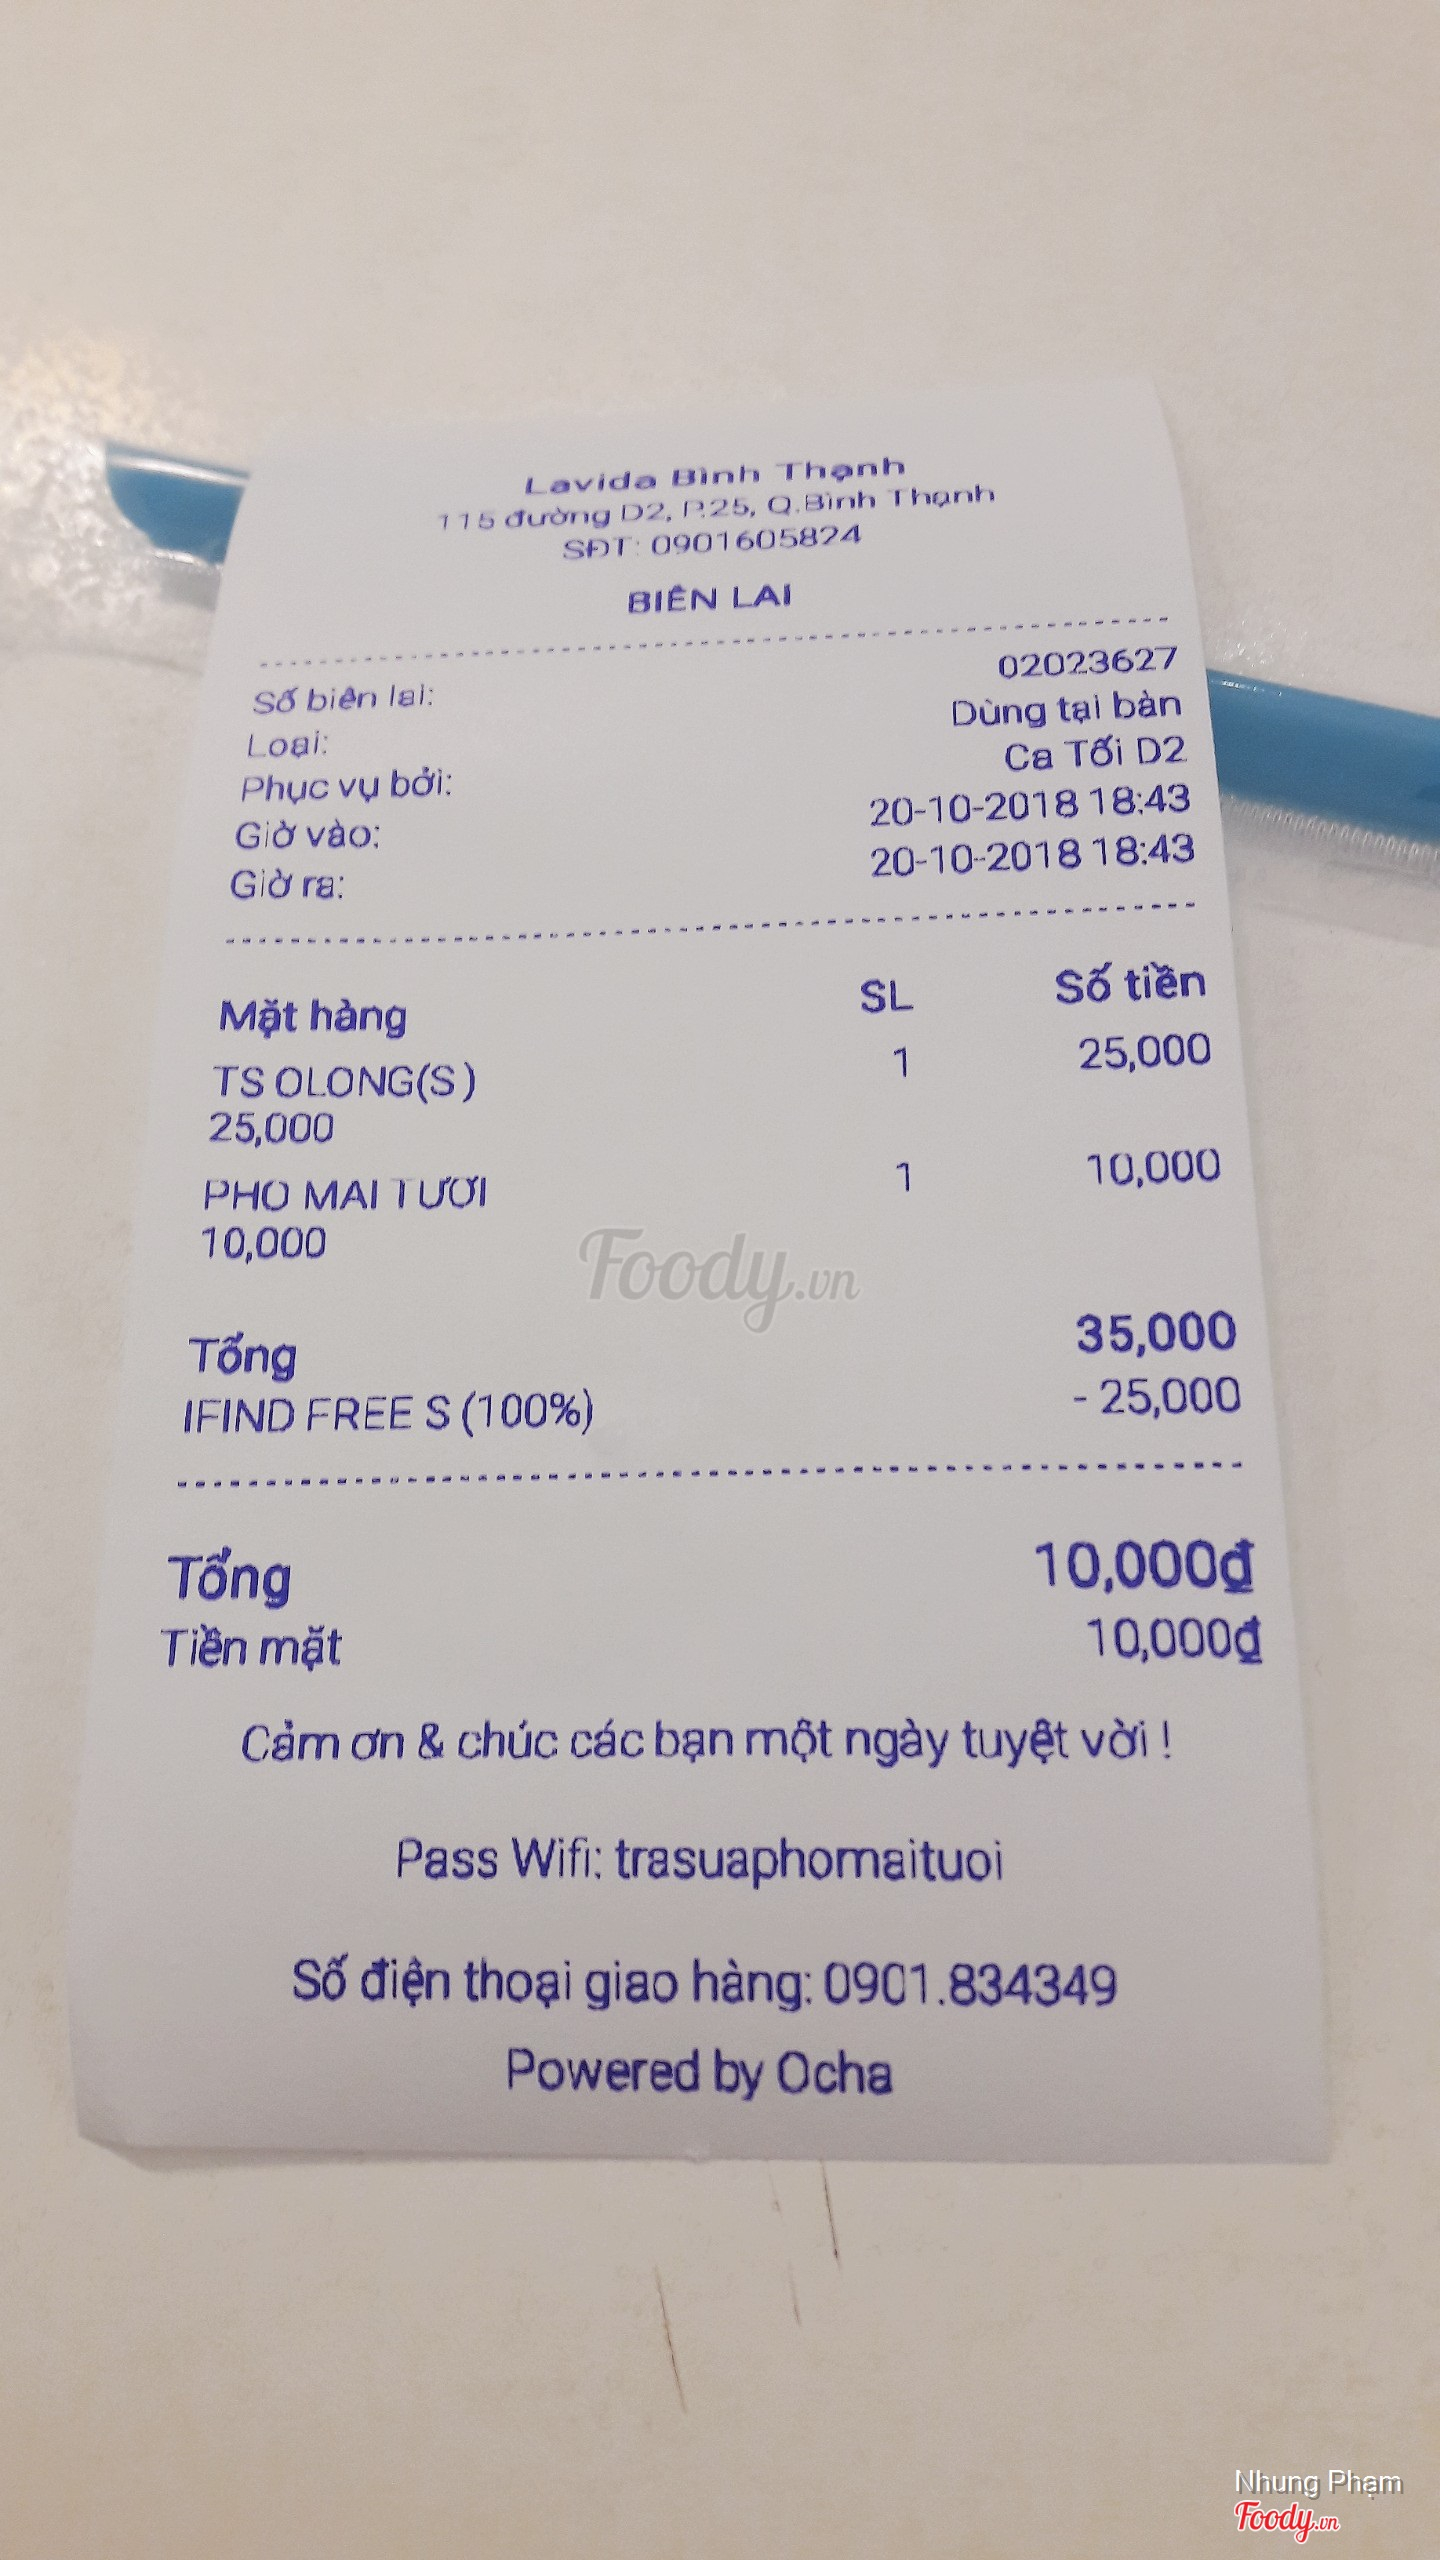 Lavida Bình Thạnh
115 đường D2, P.25, Q.Bình Thạnh
SĐT: 0901605824
BIÊN LAI
Số biên lai: 02023627
Loại: Dùng tại bàn
Phục vụ bởi: Ca Tối D2
Giờ vào: 20-10-2018 18:43
Giờ ra: 20-10-2018 18:43
Mặt hàng SL Số tiền
TS OLONG(S) 1 25,000
25,000
PHO MAI TƯƠI 1 10,000
10,000
Foody.vn
Tổng 35,000
IFIND FREE S (100%) - 25,000
Tổng 10,000đ
Tiền mặt 10,000đ
Cảm ơn & chúc các bạn một ngày tuyệt vời !
Pass Wifi: trasuaphomaituoi
Số điện thoại giao hàng: 0901.834349
Powered by Ocha
Nhung Phạm
Foody.vn